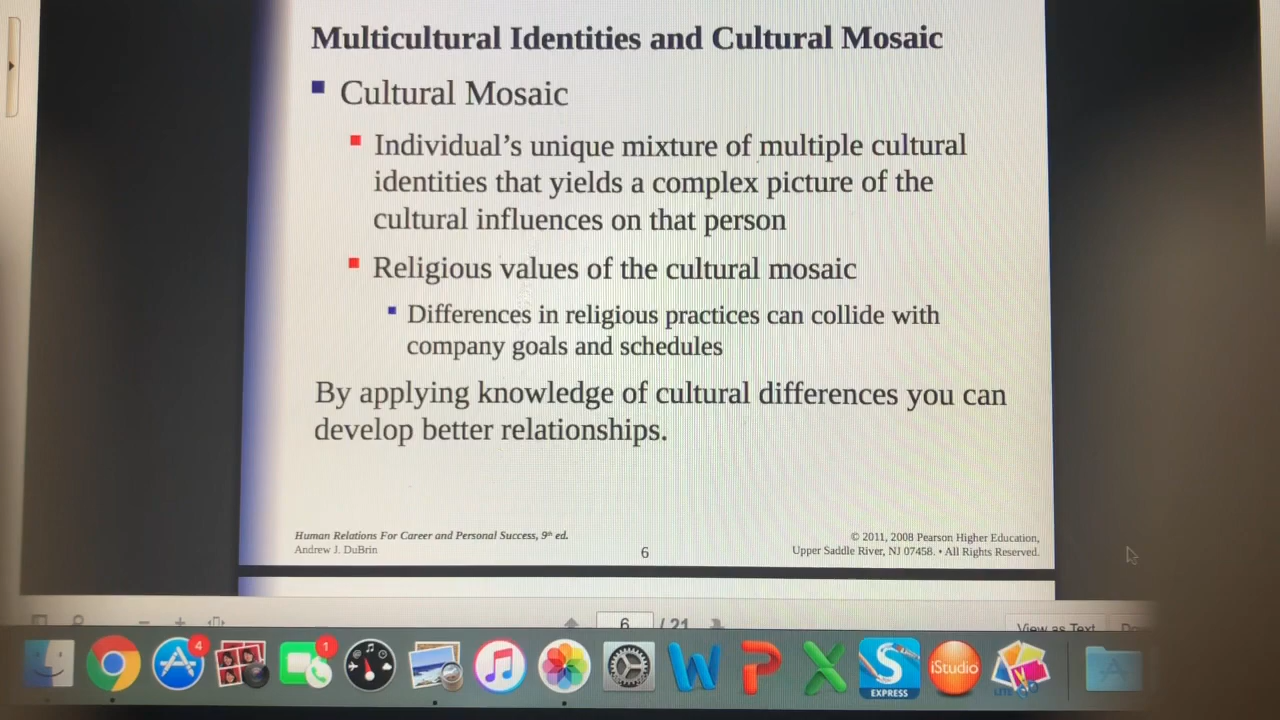 Multicultural Identities and Cultural Mosaic
Cultural Mosaic
Individual's unique mixture of multiple cultural
identities that yields a complex picture of the
cultural influences on that person
Religious values of the cultural mosaic
Differences in religious practices can collide with
company goals and schedules
By applying knowledge of cultural differences you can
develop better relationships.
Human Relations For Career and Personal Success, 9th ed.
Andrew J. DuBrin
6
© 2011, 2008 Pearson Higher Education,
Upper Saddle River, NJ 07458. • All Rights Reserved.
6 / 21
View as Text
4
1
W
P
X
S
EXPRESS
iStudio
LITE